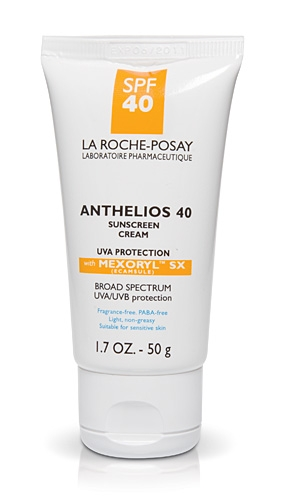 SPF
40
LA ROCHE-POSAY
LABORATOIRE PHARMACEUTIQUE
ANTHELIOS 40
SUNSCREEN
CREAM
UVA PROTECTION
with MEXORYL™ SX
(ECAMSULE)
BROAD SPECTRUM
UVA/UVB protection
Fragrance-free. PABA-free
Light, non-greasy
Suitable for sensitive skin
1.7 OZ. - 50 g